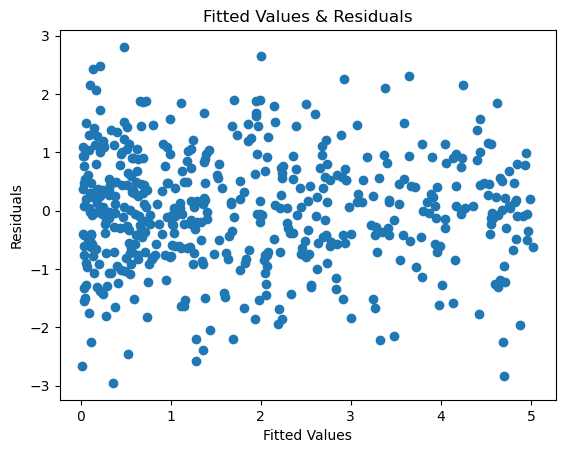 Fitted Values & Residuals
Residuals
3
2
1
0
−1
−2
−3
0 1 2 3 4 5
Fitted Values